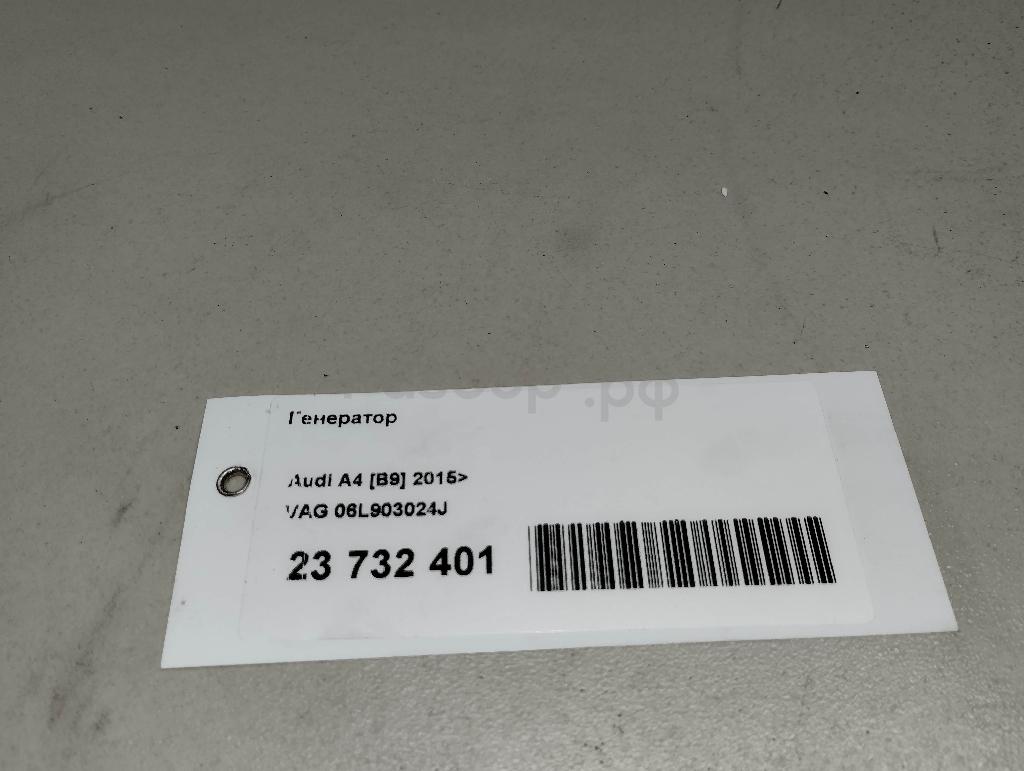 Генератор
Audi A4 [B9] 2015>
VAG 06L903024J
23 732 401